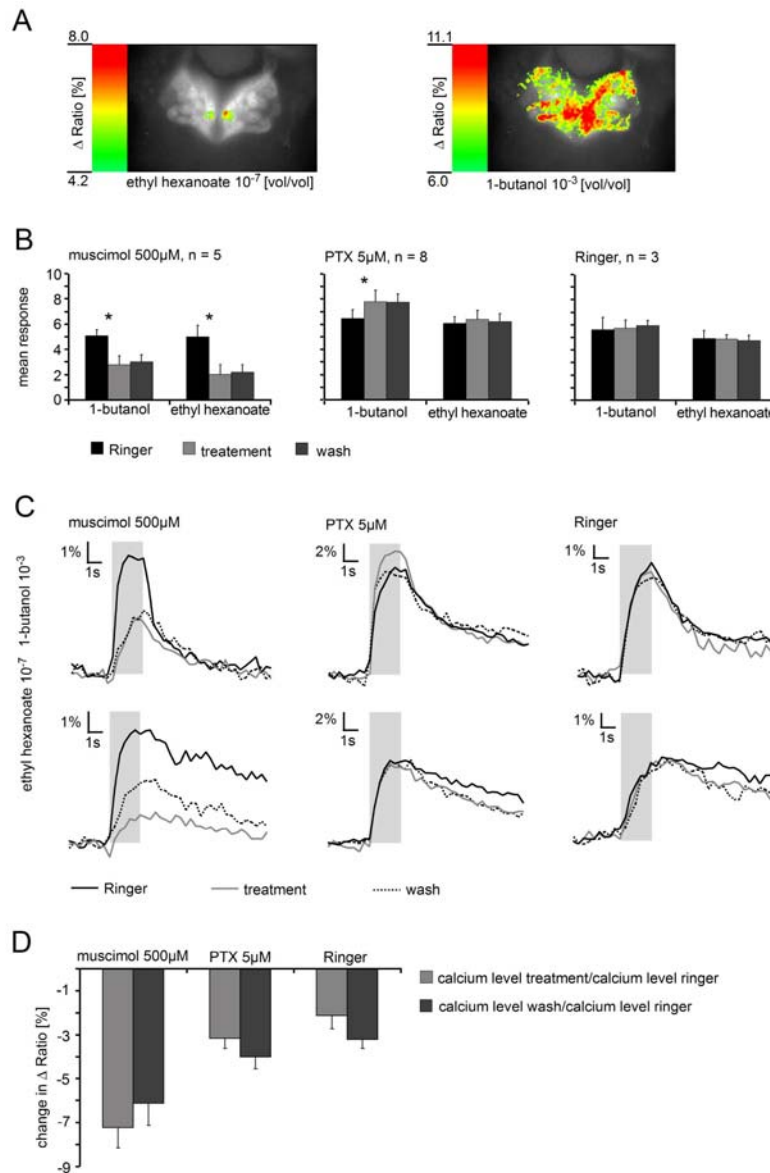 A
8.0
Δ Ratio [%]
4.2
ethyl hexanoate 10⁻⁷ [vol/vol]
11.1
Δ Ratio [%]
6.0
1-butanol 10⁻³ [vol/vol]
B
muscimol 500µM, n = 5
PTX 5µM, n = 8
Ringer, n = 3
mean response
10
8
6
4
2
0
*
*
*
1-butanol
ethyl hexanoate
1-butanol
ethyl hexanoate
1-butanol
ethyl hexanoate
Ringer
treatement
wash
C
muscimol 500µM
PTX 5µM
Ringer
ethyl hexanoate 10⁻⁷ 1-butanol 10⁻³
1%
1s
2%
1s
1%
1s
1%
1s
2%
1s
1%
1s
Ringer
treatment
wash
D
muscimol 500µM
PTX 5µM
Ringer
change in Δ Ratio [%]
-1
-3
-5
-7
-9
calcium level treatment/calcium level ringer
calcium level wash/calcium level ringer